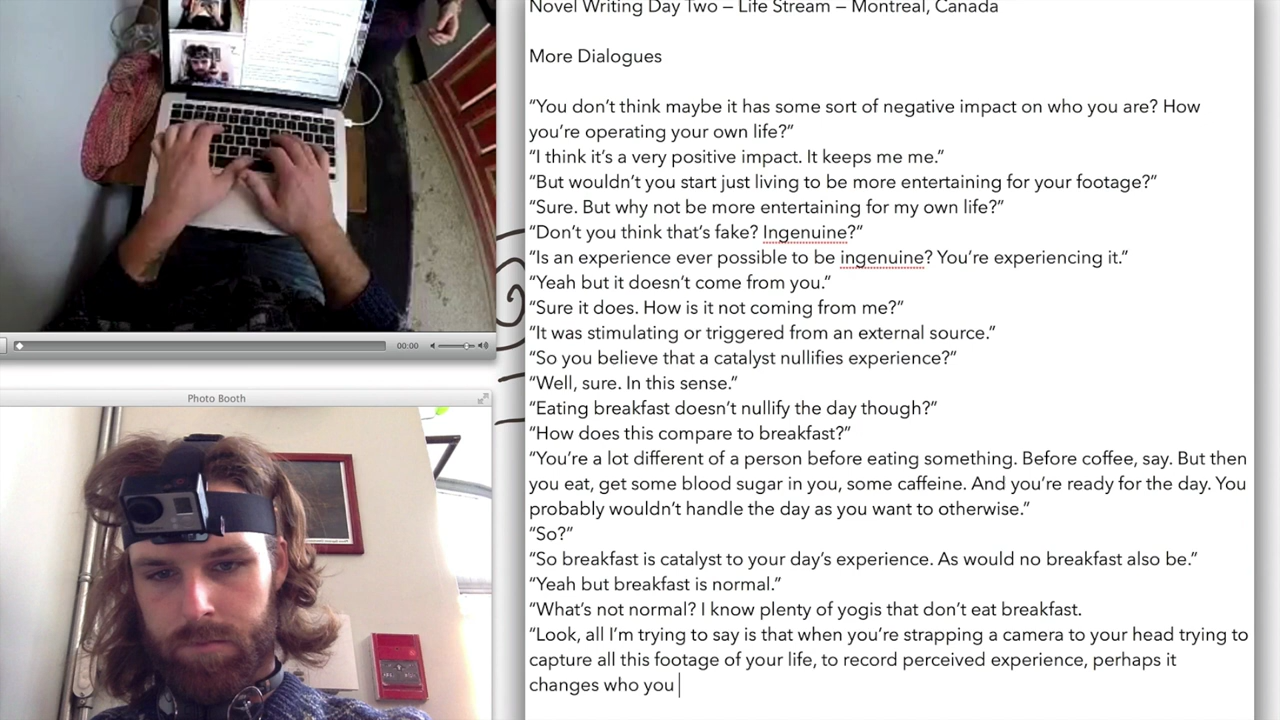 Novel Writing Day Two – Life Stream – Montreal, Canada
More Dialogues
“You don’t think maybe it has some sort of negative impact on who you are? How
you’re operating your own life?”
“I think it’s a very positive impact. It keeps me me.”
“But wouldn’t you start just living to be more entertaining for your footage?”
“Sure. But why not be more entertaining for my own life?”
“Don’t you think that’s fake? Ingenuine?”
“Is an experience ever possible to be ingenuine? You’re experiencing it.”
“Yeah but it doesn’t come from you.”
“Sure it does. How is it not coming from me?”
“It was stimulating or triggered from an external source.”
“So you believe that a catalyst nullifies experience?”
“Well, sure. In this sense.”
“Eating breakfast doesn’t nullify the day though?”
“How does this compare to breakfast?”
“You’re a lot different of a person before eating something. Before coffee, say. But then
you eat, get some blood sugar in you, some caffeine. And you’re ready for the day. You
probably wouldn’t handle the day as you want to otherwise.”
“So?”
“So breakfast is catalyst to your day’s experience. As would no breakfast also be.”
“Yeah but breakfast is normal.”
“What’s not normal? I know plenty of yogis that don’t eat breakfast.
“Look, all I’m trying to say is that when you’re strapping a camera to your head trying to
capture all this footage of your life, to record perceived experience, perhaps it
changes who you
00:00
Photo Booth